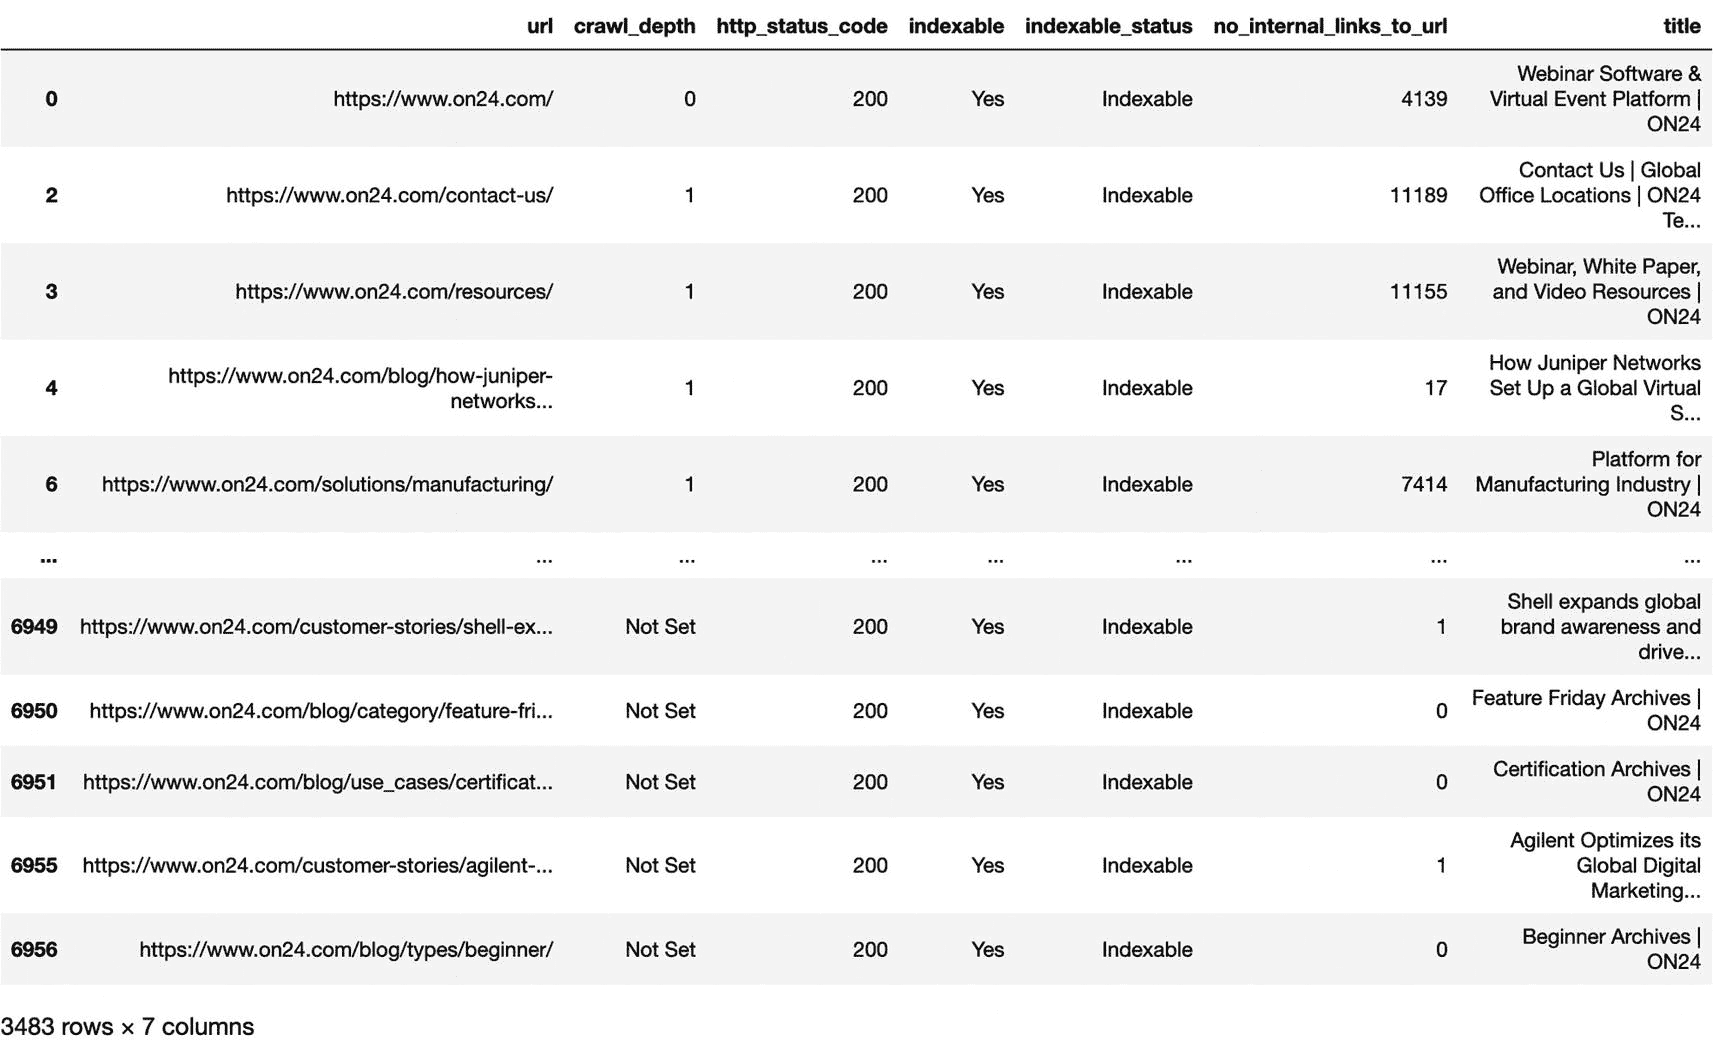 url crawl_depth http_status_code indexable indexable_status no_internal_links_to_url title
0 https://www.on24.com/ 0 200 Yes Indexable 4139 Webinar Software &
Virtual Event Platform |
ON24
2 https://www.on24.com/contact-us/ 1 200 Yes Indexable 11189 Contact Us | Global
Office Locations | ON24
Te...
3 https://www.on24.com/resources/ 1 200 Yes Indexable 11155 Webinar, White Paper,
and Video Resources |
ON24
4 https://www.on24.com/blog/how-juniper-
networks... 1 200 Yes Indexable 17 How Juniper Networks
Set Up a Global Virtual
S...
6 https://www.on24.com/solutions/manufacturing/ 1 200 Yes Indexable 7414 Platform for
Manufacturing Industry |
ON24
... ... ... ... ... ... ... ...
6949 https://www.on24.com/customer-stories/shell-ex... Not Set 200 Yes Indexable 1 Shell expands global
brand awareness and
drive...
6950 https://www.on24.com/blog/category/feature-fri... Not Set 200 Yes Indexable 0 Feature Friday Archives |
ON24
6951 https://www.on24.com/blog/use_cases/certificat... Not Set 200 Yes Indexable 0 Certification Archives |
ON24
6955 https://www.on24.com/customer-stories/agilent-... Not Set 200 Yes Indexable 1 Agilent Optimizes its
Global Digital
Marketing...
6956 https://www.on24.com/blog/types/beginner/ Not Set 200 Yes Indexable 0 Beginner Archives |
ON24
3483 rows × 7 columns